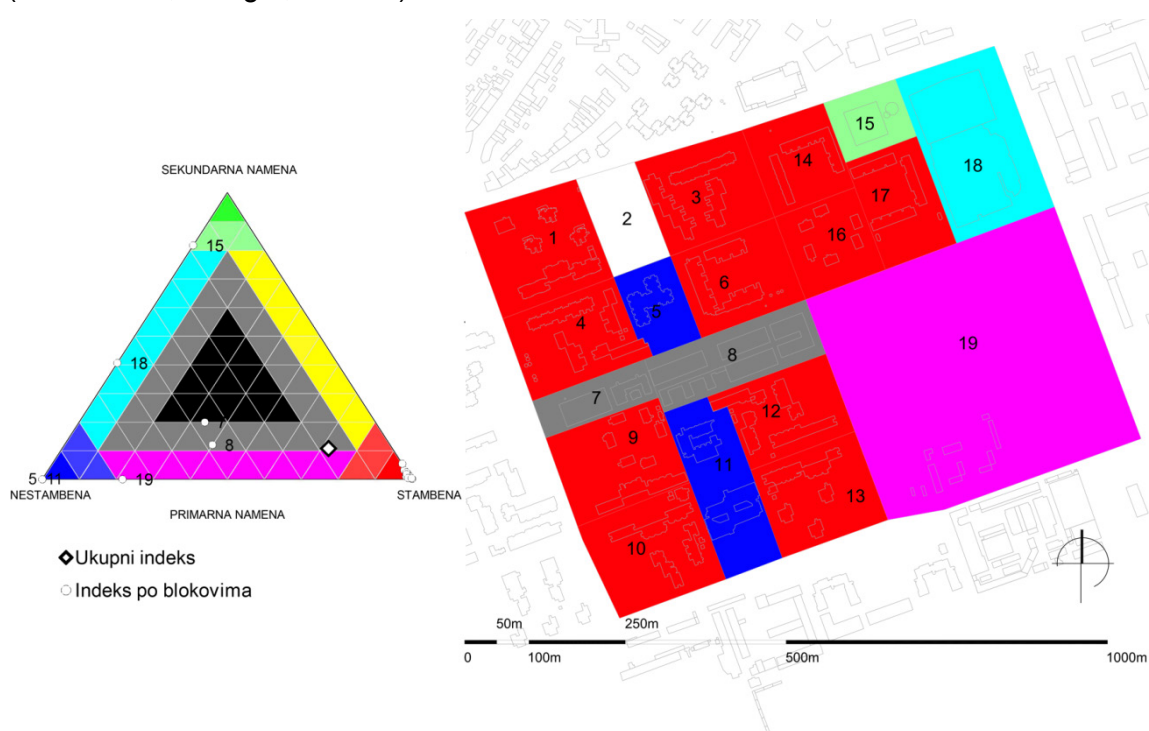 SEKUNDARNA NAMENA
15
18
7
8
5 11 19
NESTAMBENA STAMBENA
PRIMARNA NAMENA
Ukupni indeks
Indeks po blokovima
15
14
18
3
17
2
1
16
6
5
4
19
8
7
12
9
11
13
10
50m 250m
0 100m 500m 1000m